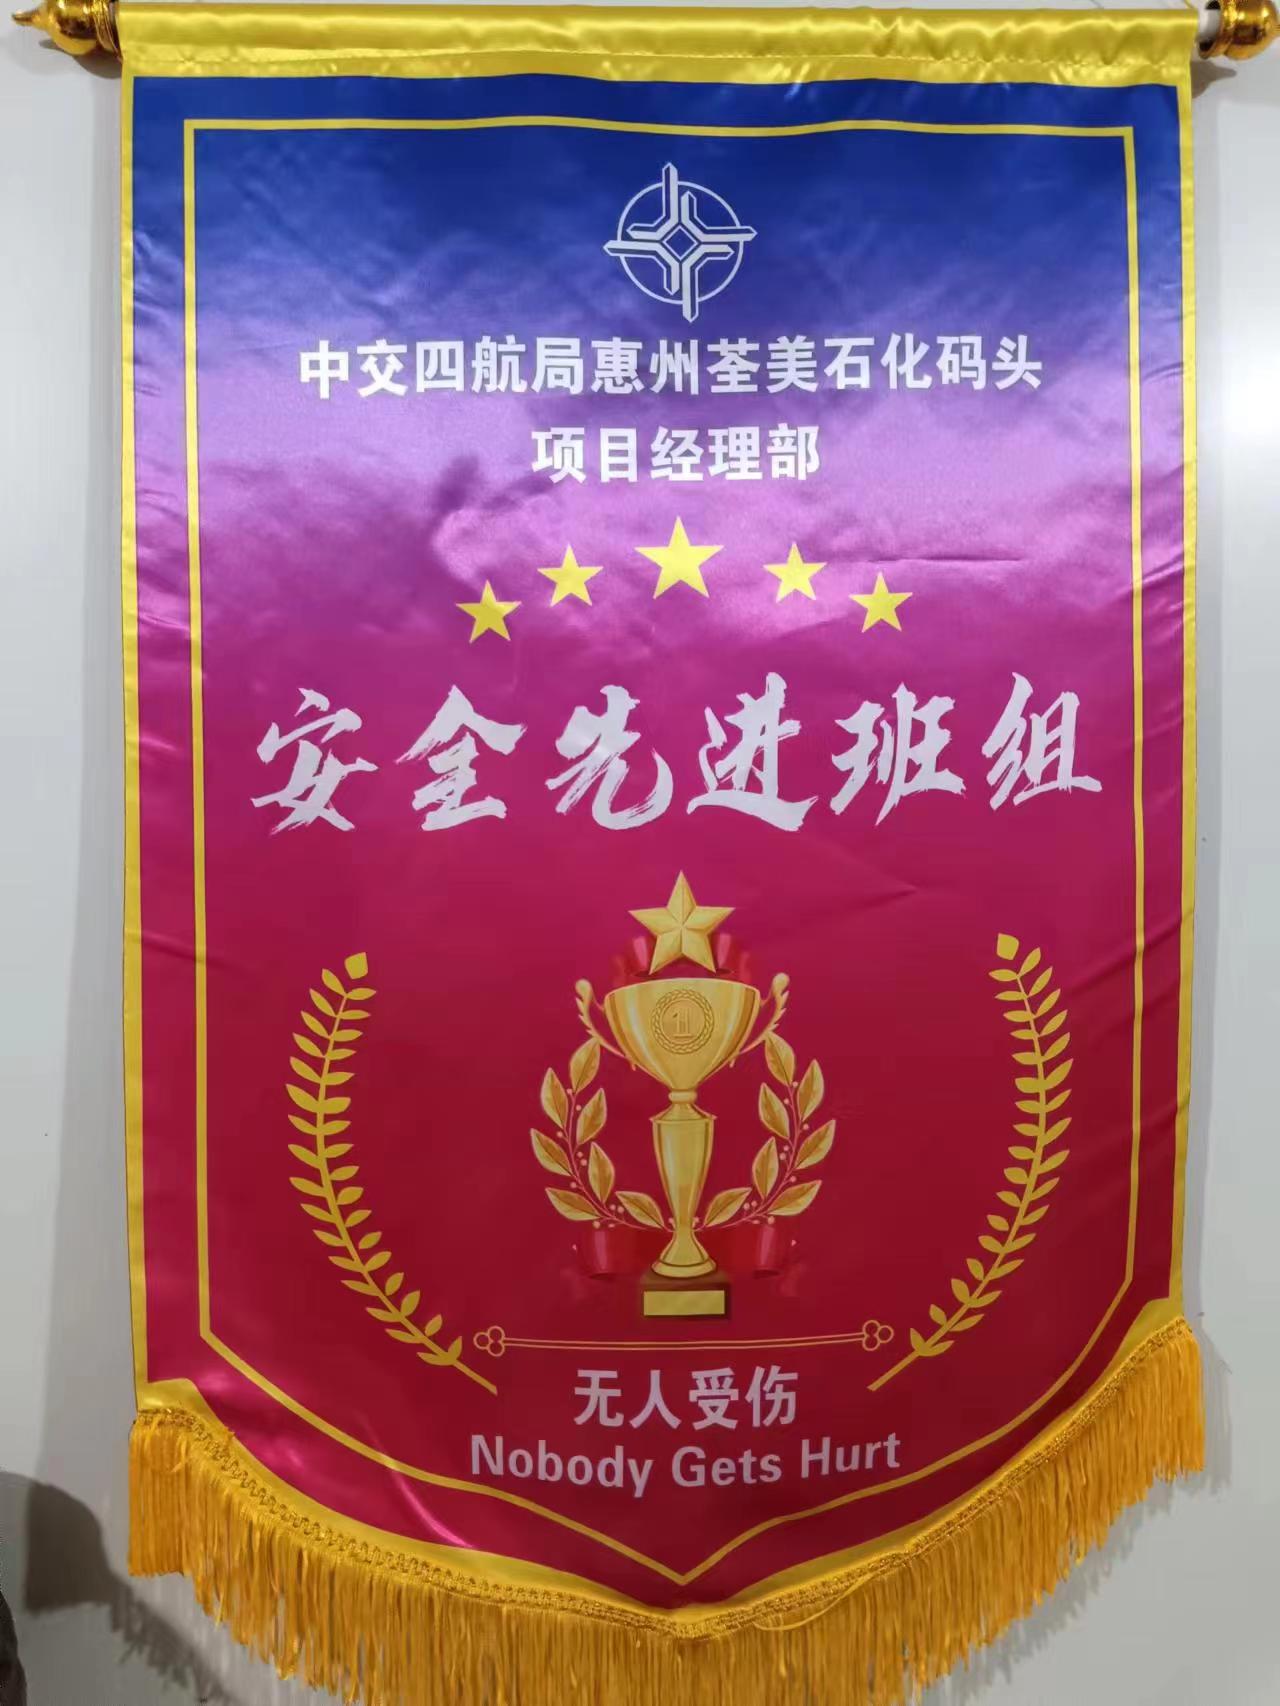 中交四航局惠州荃美石化码头
项目经理部
安全先进班组
1
无人受伤
Nobody Gets Hurt